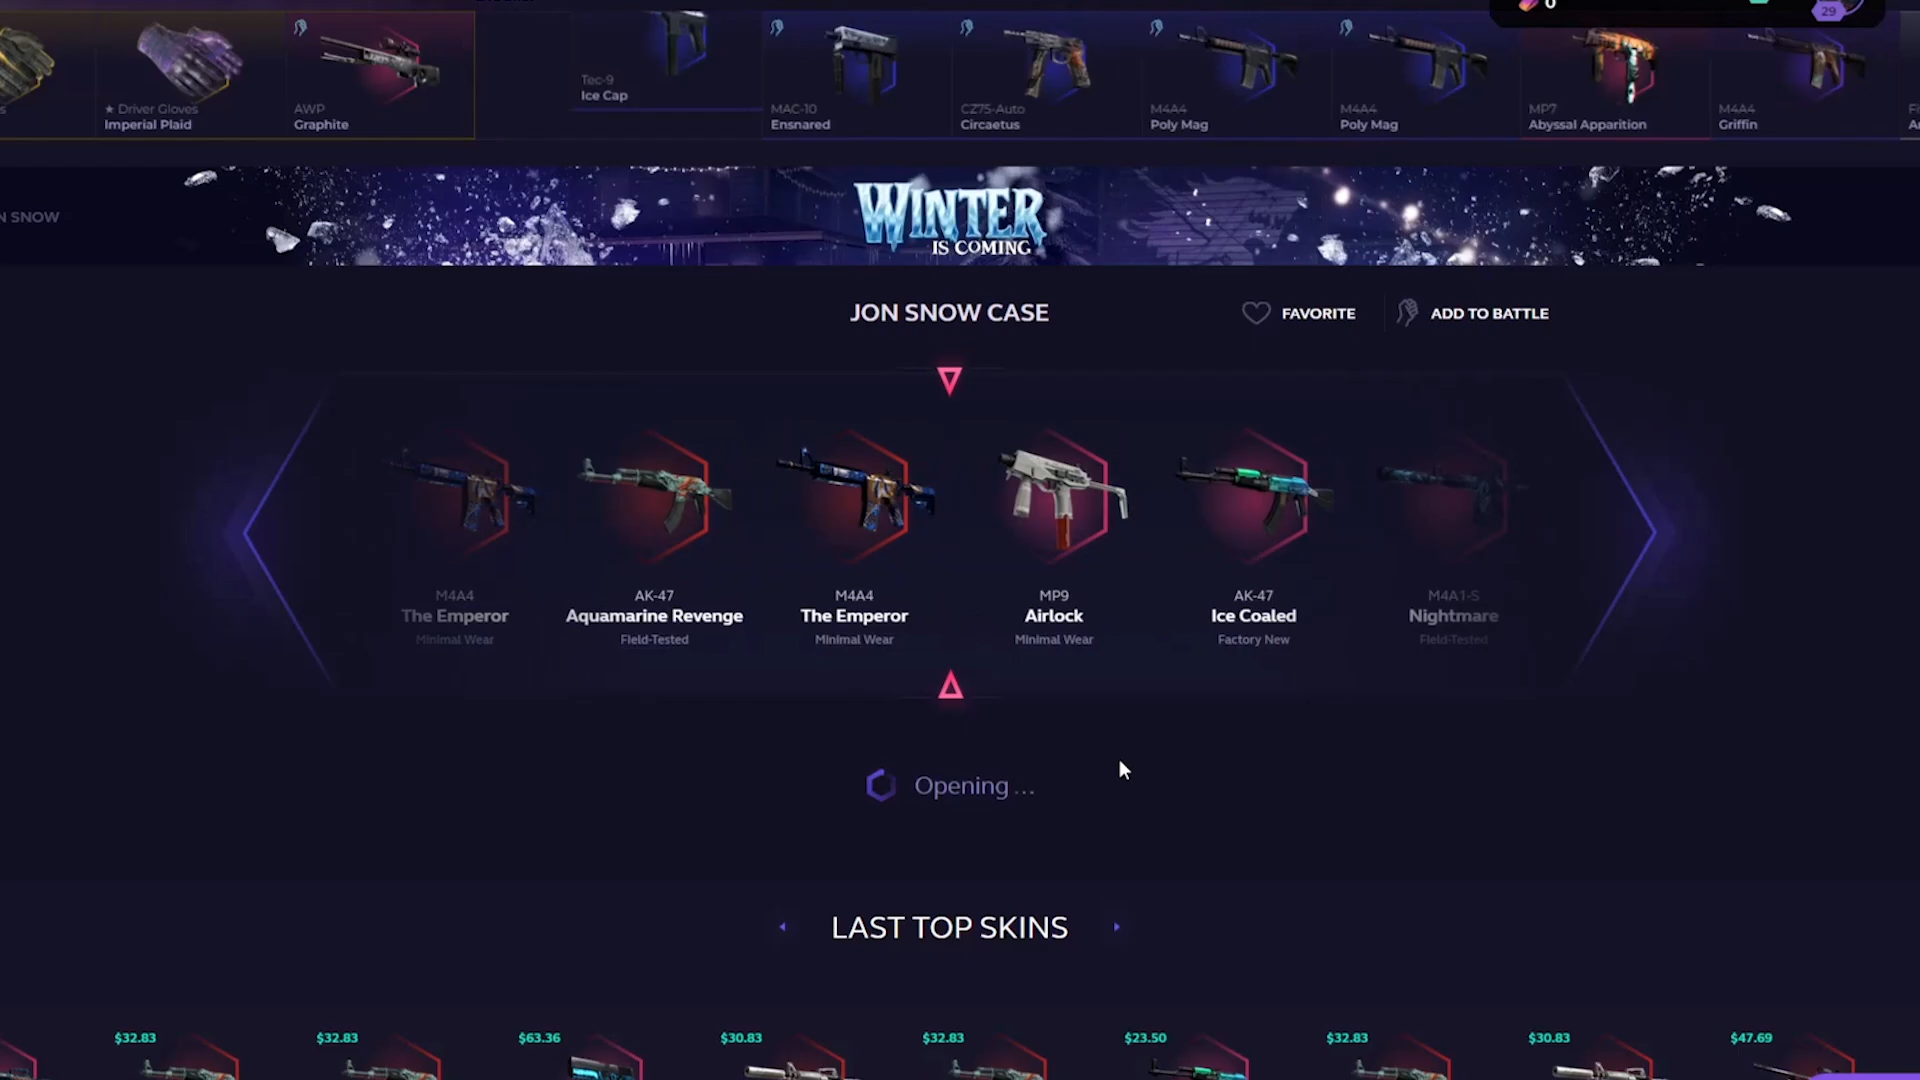 0
29
s
★ Driver Gloves
Imperial Plaid
AWP
Graphite
Tec-9
Ice Cap
MAC-10
Ensnared
CZ75-Auto
Circaetus
M4A4
Poly Mag
M4A4
Poly Mag
MP7
Abyssal Apparition
M4A4
Griffin
N SNOW
WINTER
IS COMING
JON SNOW CASE
FAVORITE
ADD TO BATTLE
M4A4
The Emperor
Minimal Wear
AK-47
Aquamarine Revenge
Field-Tested
M4A4
The Emperor
Minimal Wear
MP9
Airlock
Minimal Wear
AK-47
Ice Coaled
Factory New
M4A1-S
Nightmare
Field-Tested
Opening ...
LAST TOP SKINS
$32.83
$32.83
$63.36
$30.83
$32.83
$23.50
$32.83
$30.83
$47.69